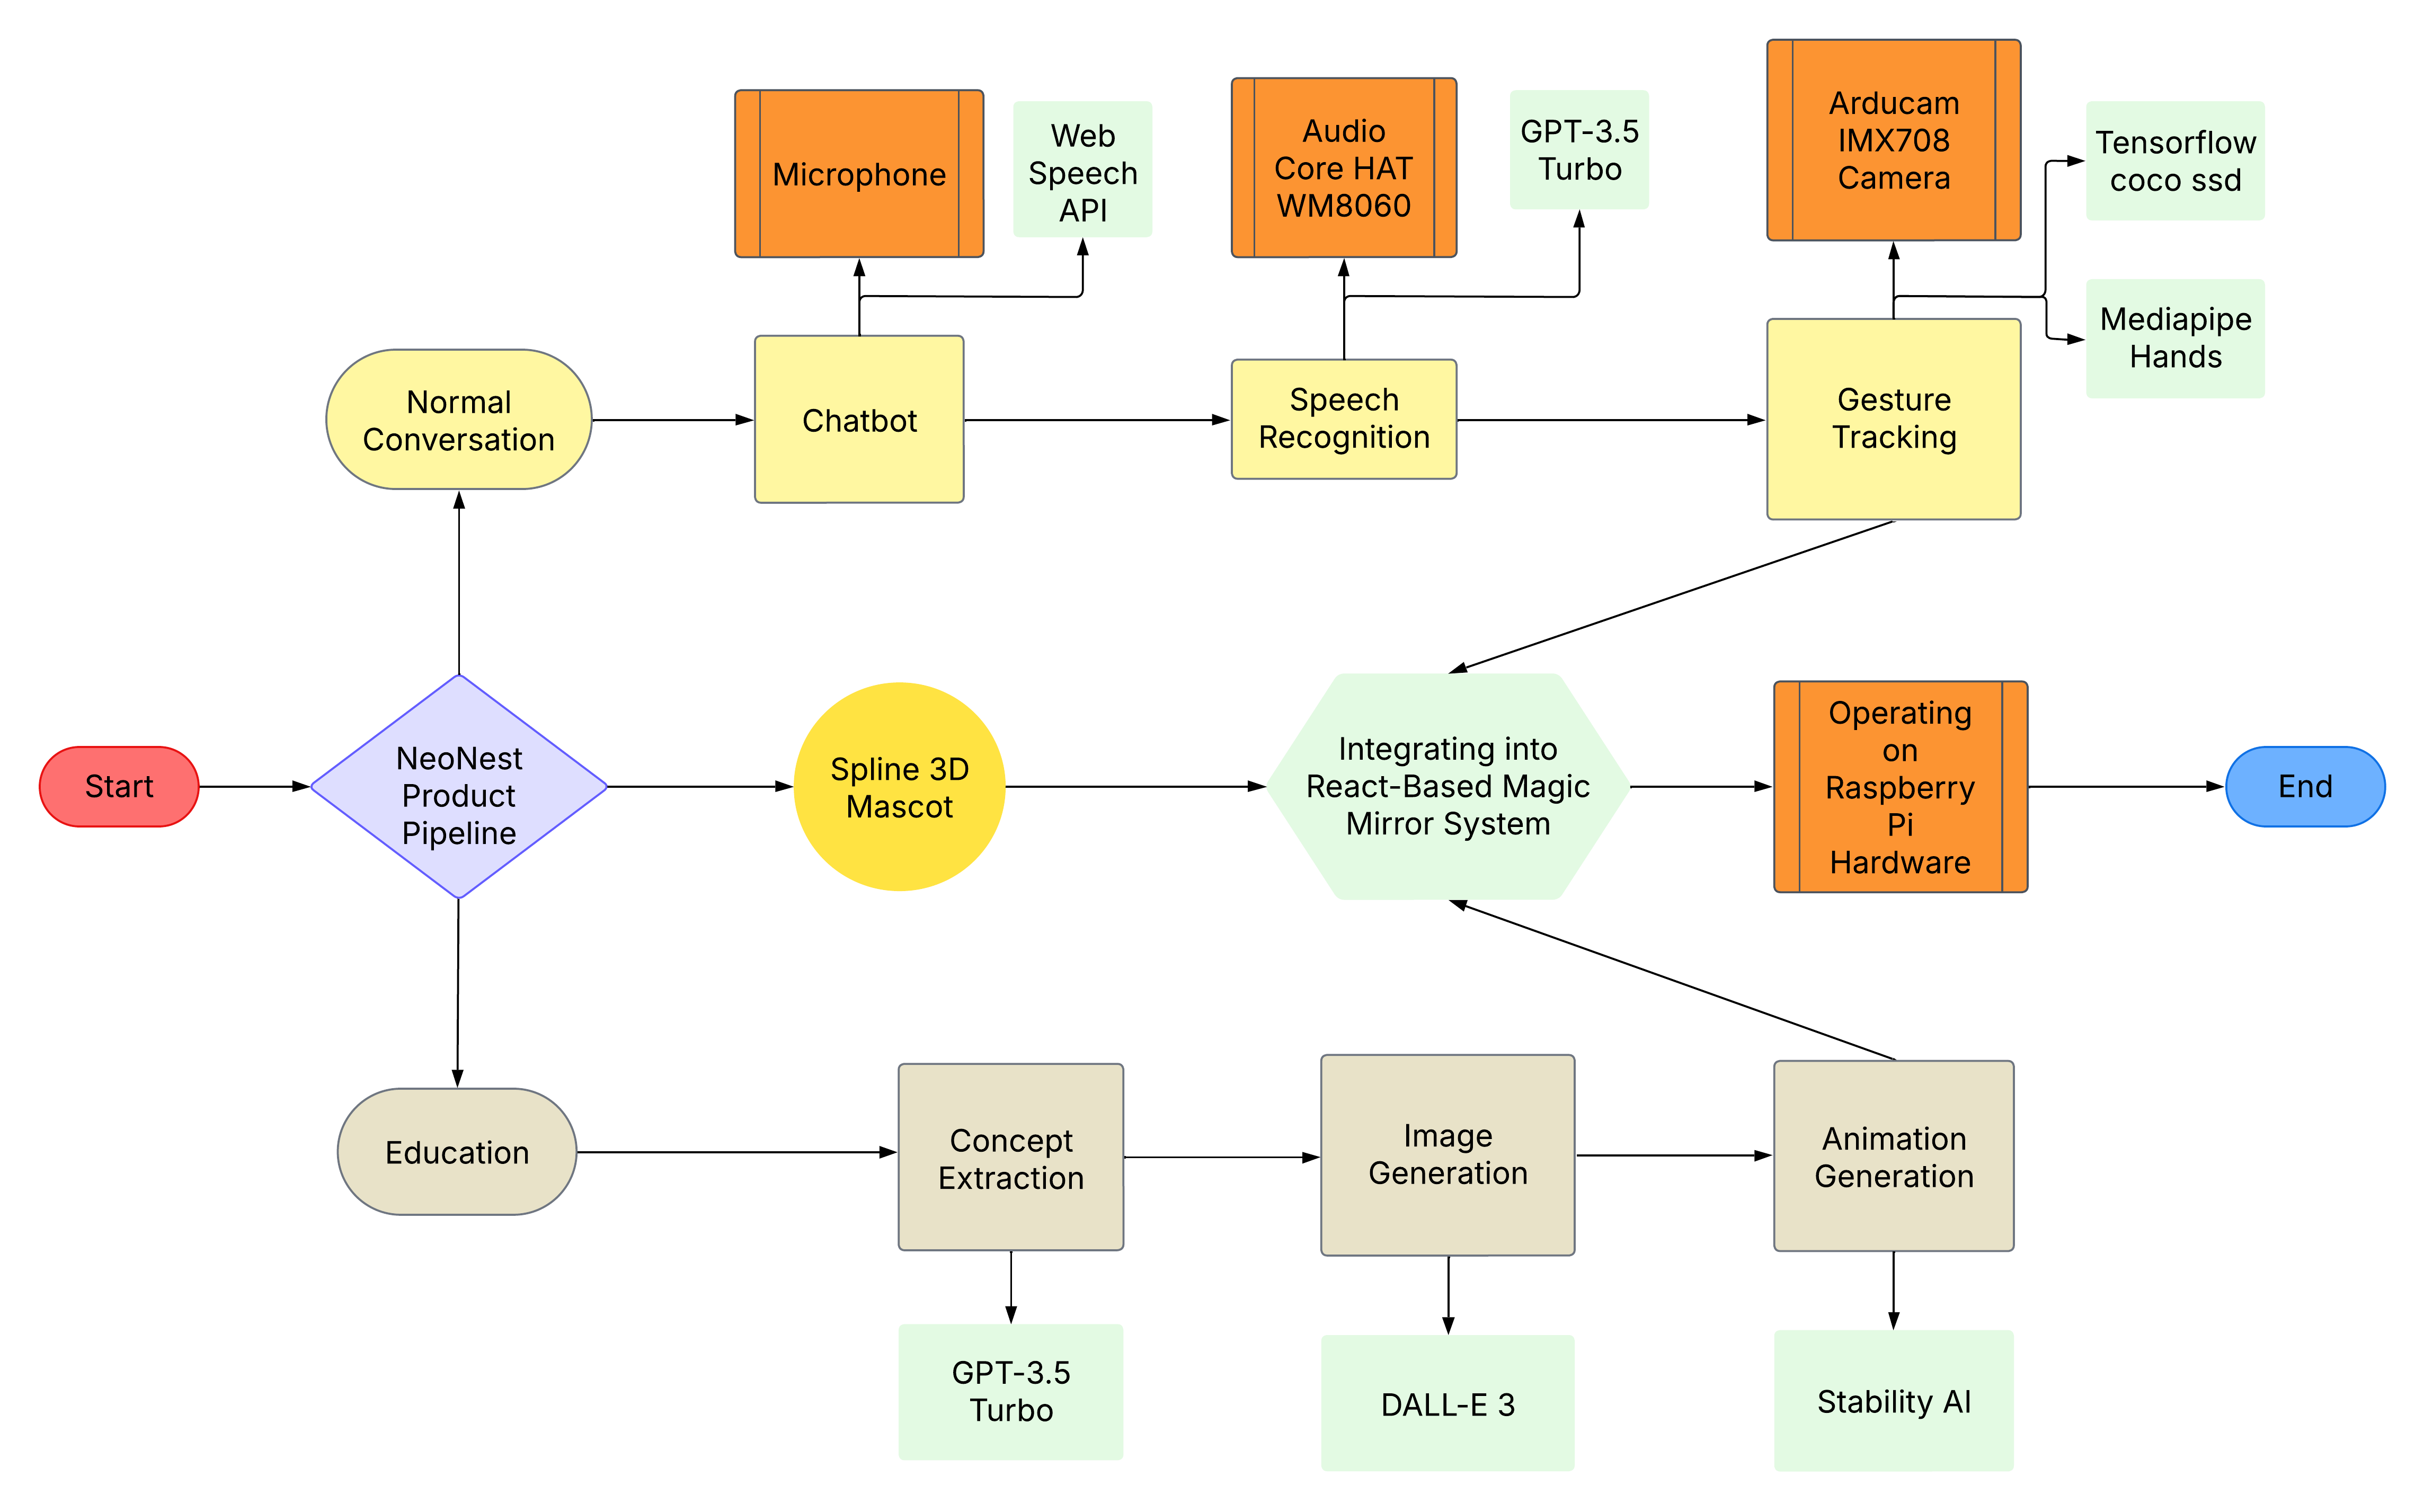 Microphone
Web
Speech
API
Audio
Core HAT
WM8060
GPT-3.5
Turbo
Arducam
IMX708
Camera
Tensorflow
coco ssd
Mediapipe
Hands
Normal
Conversation
Chatbot
Speech
Recognition
Gesture
Tracking
Start
NeoNest
Product
Pipeline
Spline 3D
Mascot
Integrating into
React-Based Magic
Mirror System
Operating
on
Raspberry
Pi
Hardware
End
Education
Concept
Extraction
Image
Generation
Animation
Generation
GPT-3.5
Turbo
DALL-E 3
Stability AI